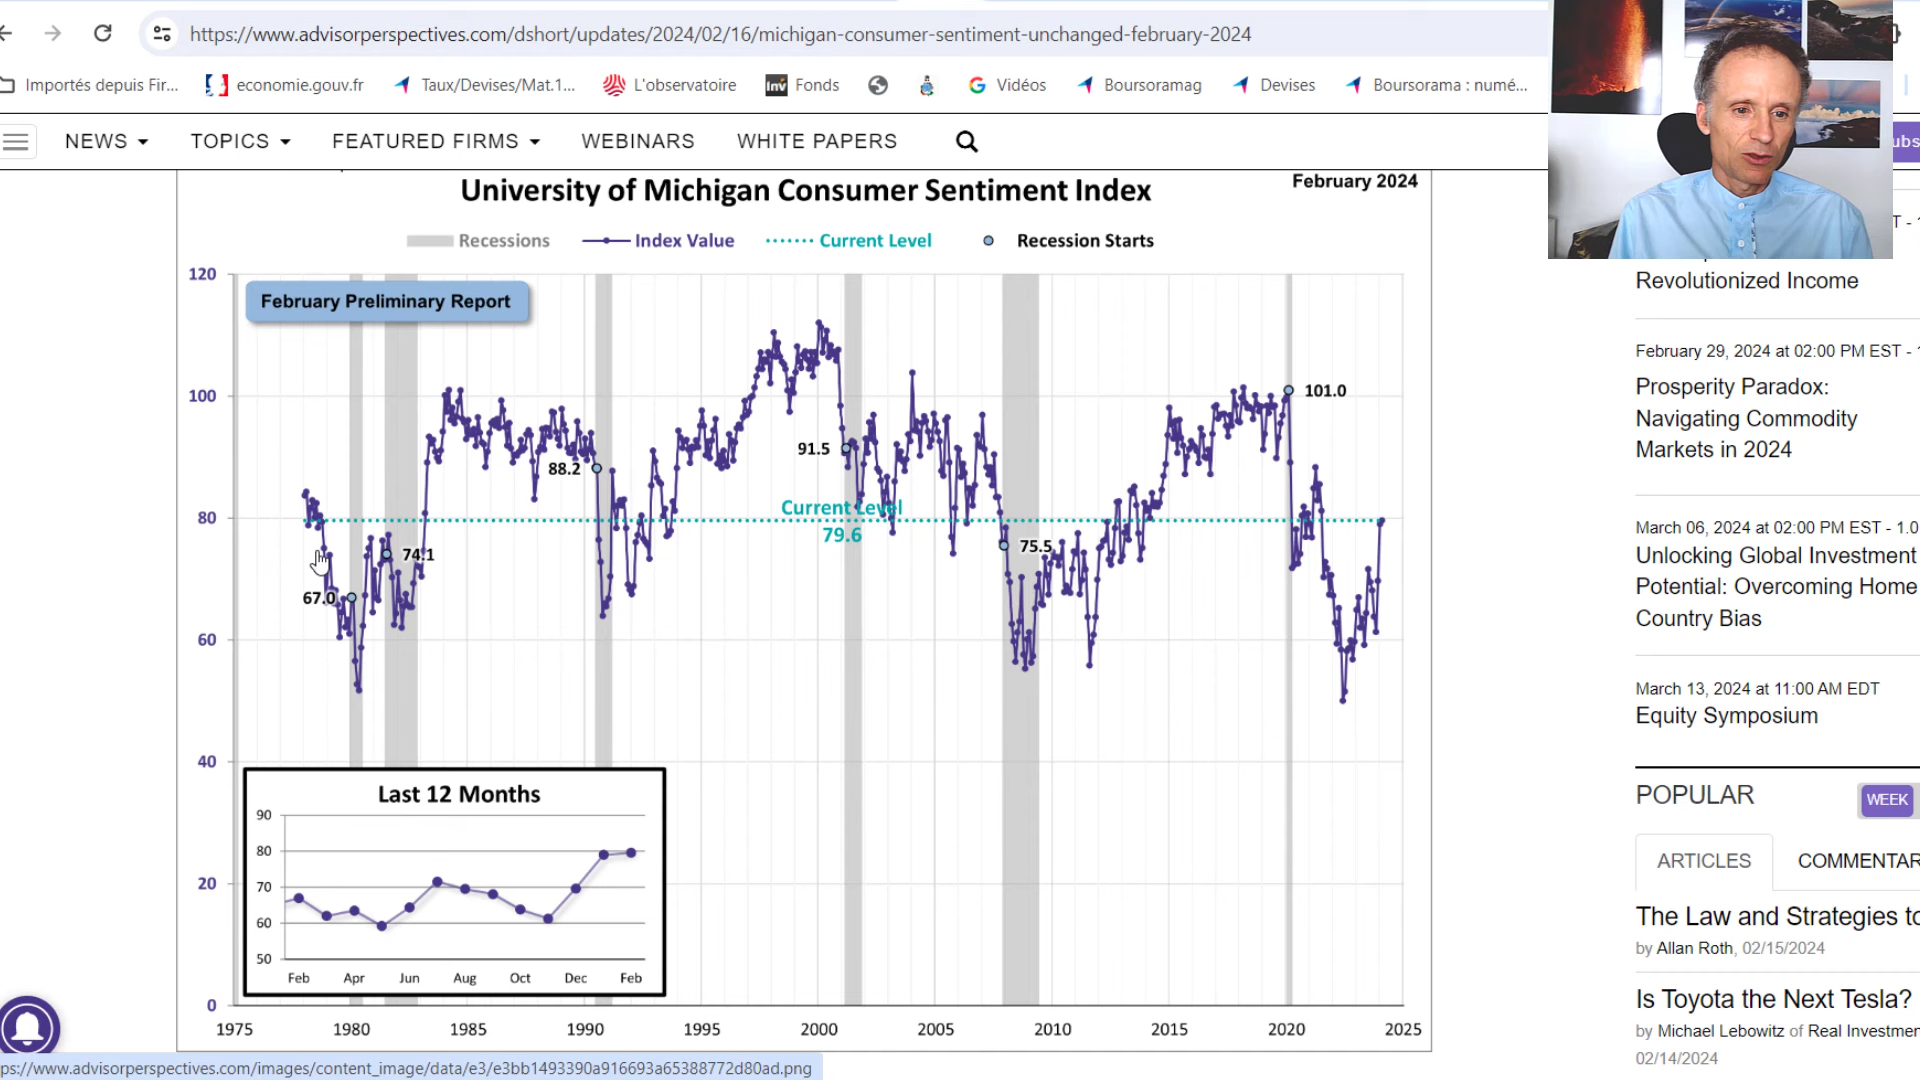 https://www.advisorperspectives.com/dshort/updates/2024/02/16/michigan-consumer-sentiment-unchanged-february-2024
Importés depuis Fir... economie.gouv.fr Taux/Devises/Mat.1... L'observatoire Inv Fonds Vidéos Boursoramag Devises Boursorama : numé...
NEWS TOPICS FEATURED FIRMS WEBINARS WHITE PAPERS
University of Michigan Consumer Sentiment Index
February 2024
Recessions Index Value Current Level Recession Starts
February Preliminary Report
120
100
80
60
40
20
0
67.0
74.1
88.2
91.5
75.5
101.0
Current Level
79.6
1975 1980 1985 1990 1995 2000 2005 2010 2015 2020 2025
Last 12 Months
90
80
70
60
50
Feb Apr Jun Aug Oct Dec Feb
Revolutionized Income
February 29, 2024 at 02:00 PM EST -
Prosperity Paradox:
Navigating Commodity
Markets in 2024
March 06, 2024 at 02:00 PM EST - 1.0
Unlocking Global Investment
Potential: Overcoming Home
Country Bias
March 13, 2024 at 11:00 AM EDT
Equity Symposium
POPULAR
WEEK
ARTICLES COMMENTAR
The Law and Strategies to
by Allan Roth, 02/15/2024
Is Toyota the Next Tesla?
by Michael Lebowitz of Real Investmen
02/14/2024
ps://www.advisorperspectives.com/images/content_image/data/e3/e3bb1493390a916693a65388772d80ad.png